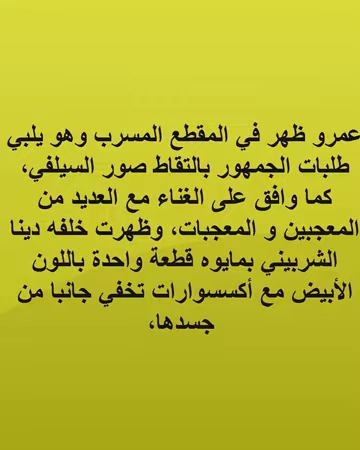 عمرو ظهر في المقطع المسرب وهو يلبي
طلبات الجمهور بالتقاط صور السيلفي،
كما وافق على الغناء مع العديد من
المعجبين و المعجبات، وظهرت خلفه دينا
الشربيني بمايوه قطعة واحدة باللون
الأبيض مع أكسسوارات تخفي جانبا من
جسدها،